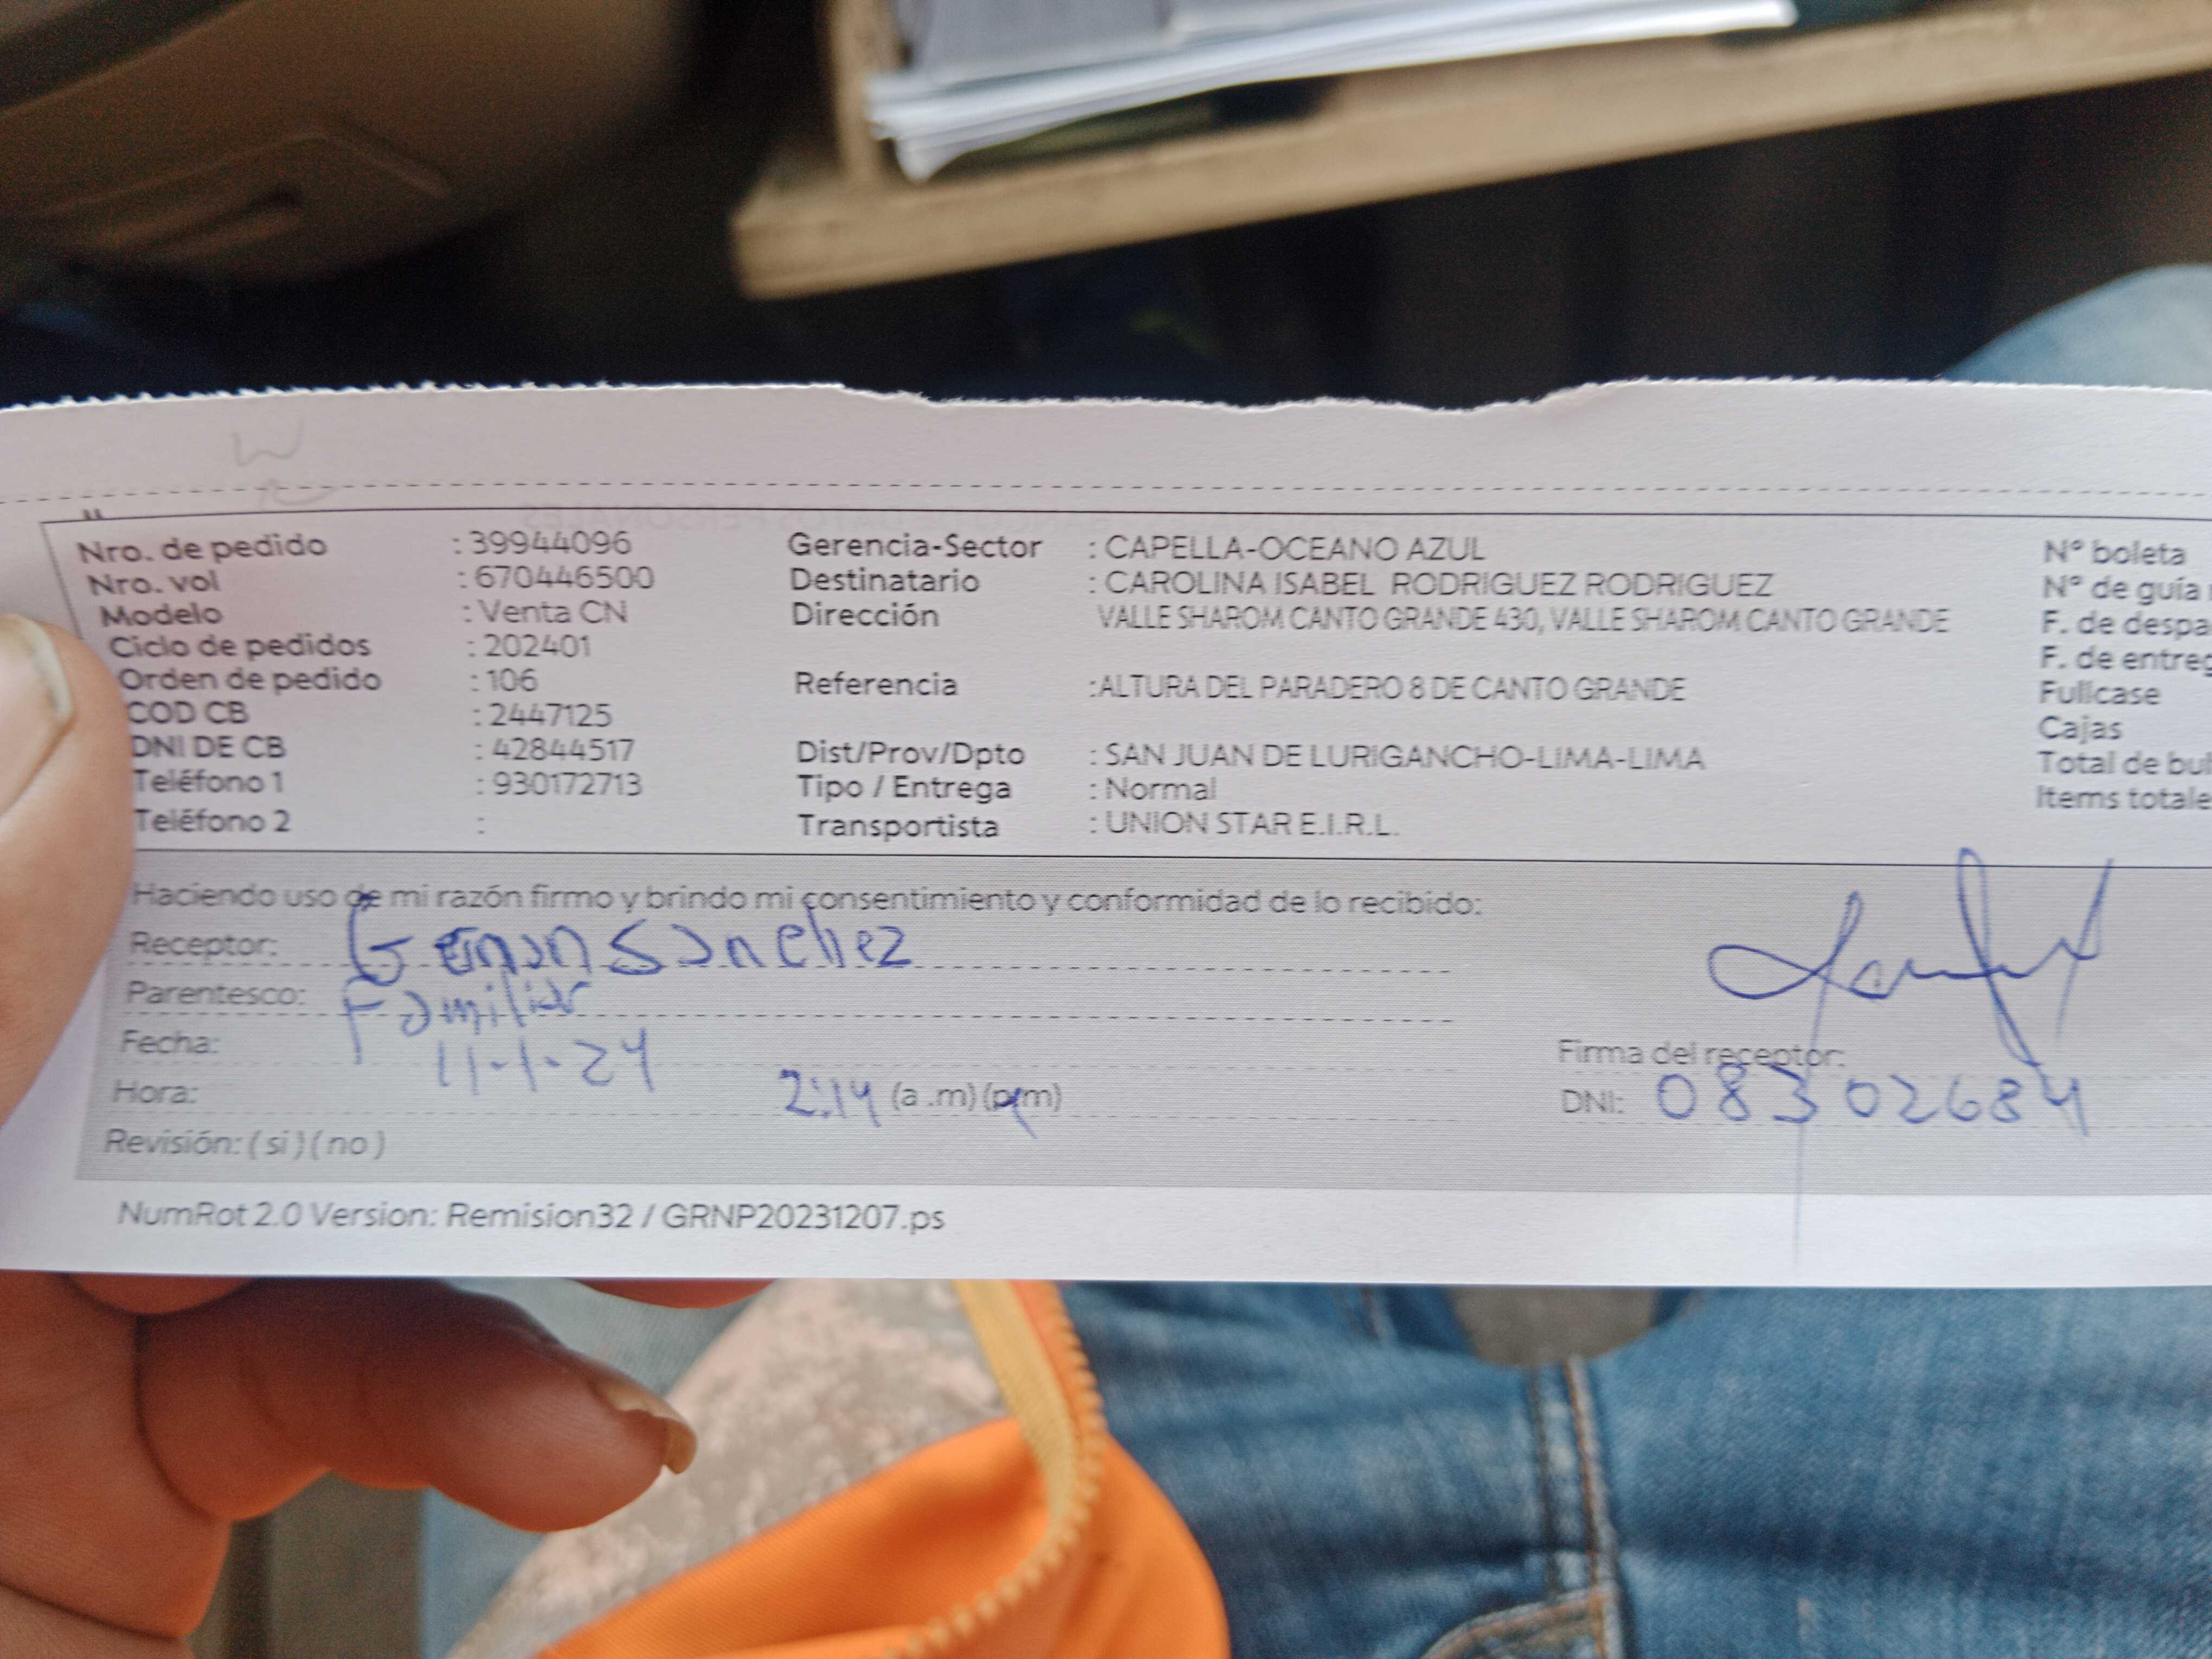 Nro. de pedido : 39944096 Gerencia-Sector : CAPELLA-OCEANO AZUL N° boleta
Nro. vol : 670446500 Destinatario : CAROLINA ISABEL RODRIGUEZ RODRIGUEZ N° de guía
Modelo : Venta CN Dirección VALLE SHAROM CANTO GRANDE 430, VALLE SHAROM CANTO GRANDE F. de despa
Ciclo de pedidos : 202401 F. de entreg
Orden de pedido : 106 Referencia :ALTURA DEL PARADERO 8 DE CANTO GRANDE Fullcase
COD CB : 2447125 Cajas
DNI DE CB : 42844517 Dist/Prov/Dpto : SAN JUAN DE LURIGANCHO-LIMA-LIMA Total de bul
Teléfono 1 : 930172713 Tipo / Entrega : Normal Items totale
Teléfono 2 : Transportista : UNION STAR E.I.R.L.
Haciendo uso de mi razón firmo y brindo mi consentimiento y conformidad de lo recibido:
Receptor: Sanchez
Parentesco: Familiar
Fecha: 11-1-24
Firma del receptor:
Hora: 2:14 (a .m) (p.m)
DNI: 08302684
Revisión: ( si ) ( no )
NumRot 2.0 Version: Remision32 / GRNP20231207.ps